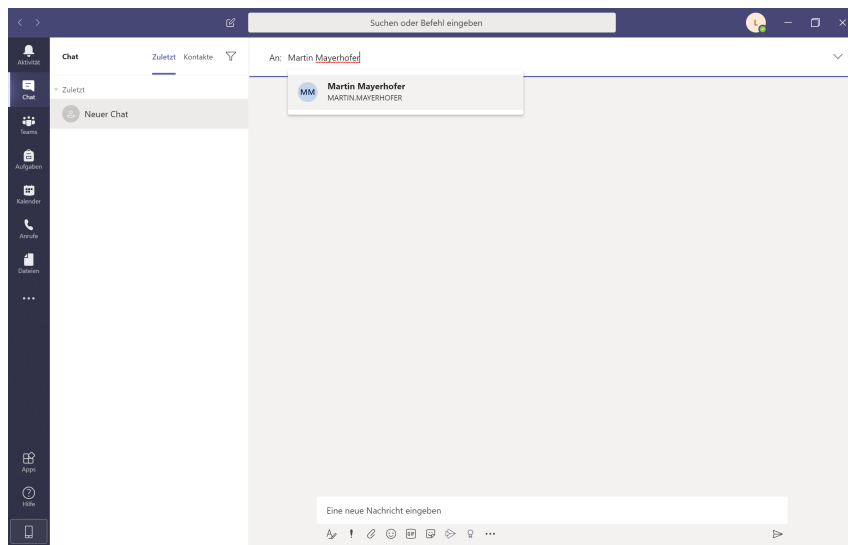 Suchen oder Befehl eingeben
L
Aktivität
Chat
Teams
Aufgaben
Kalender
Anrufe
Dateien
Apps
Hilfe
Chat Zuletzt Kontakte
Zuletzt
Neuer Chat
An: Martin Mayerhofer
MM
Martin Mayerhofer
MARTIN.MAYERHOFER
Eine neue Nachricht eingeben
GIF